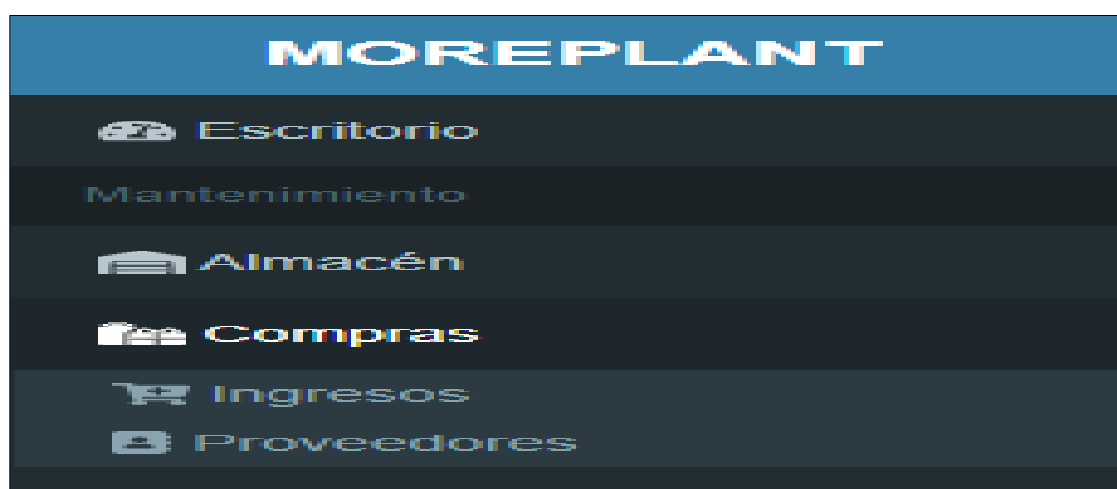 MOREPLANT
Escritorio
Mantenimiento
Almacén
Compras
Ingresos
Proveedores